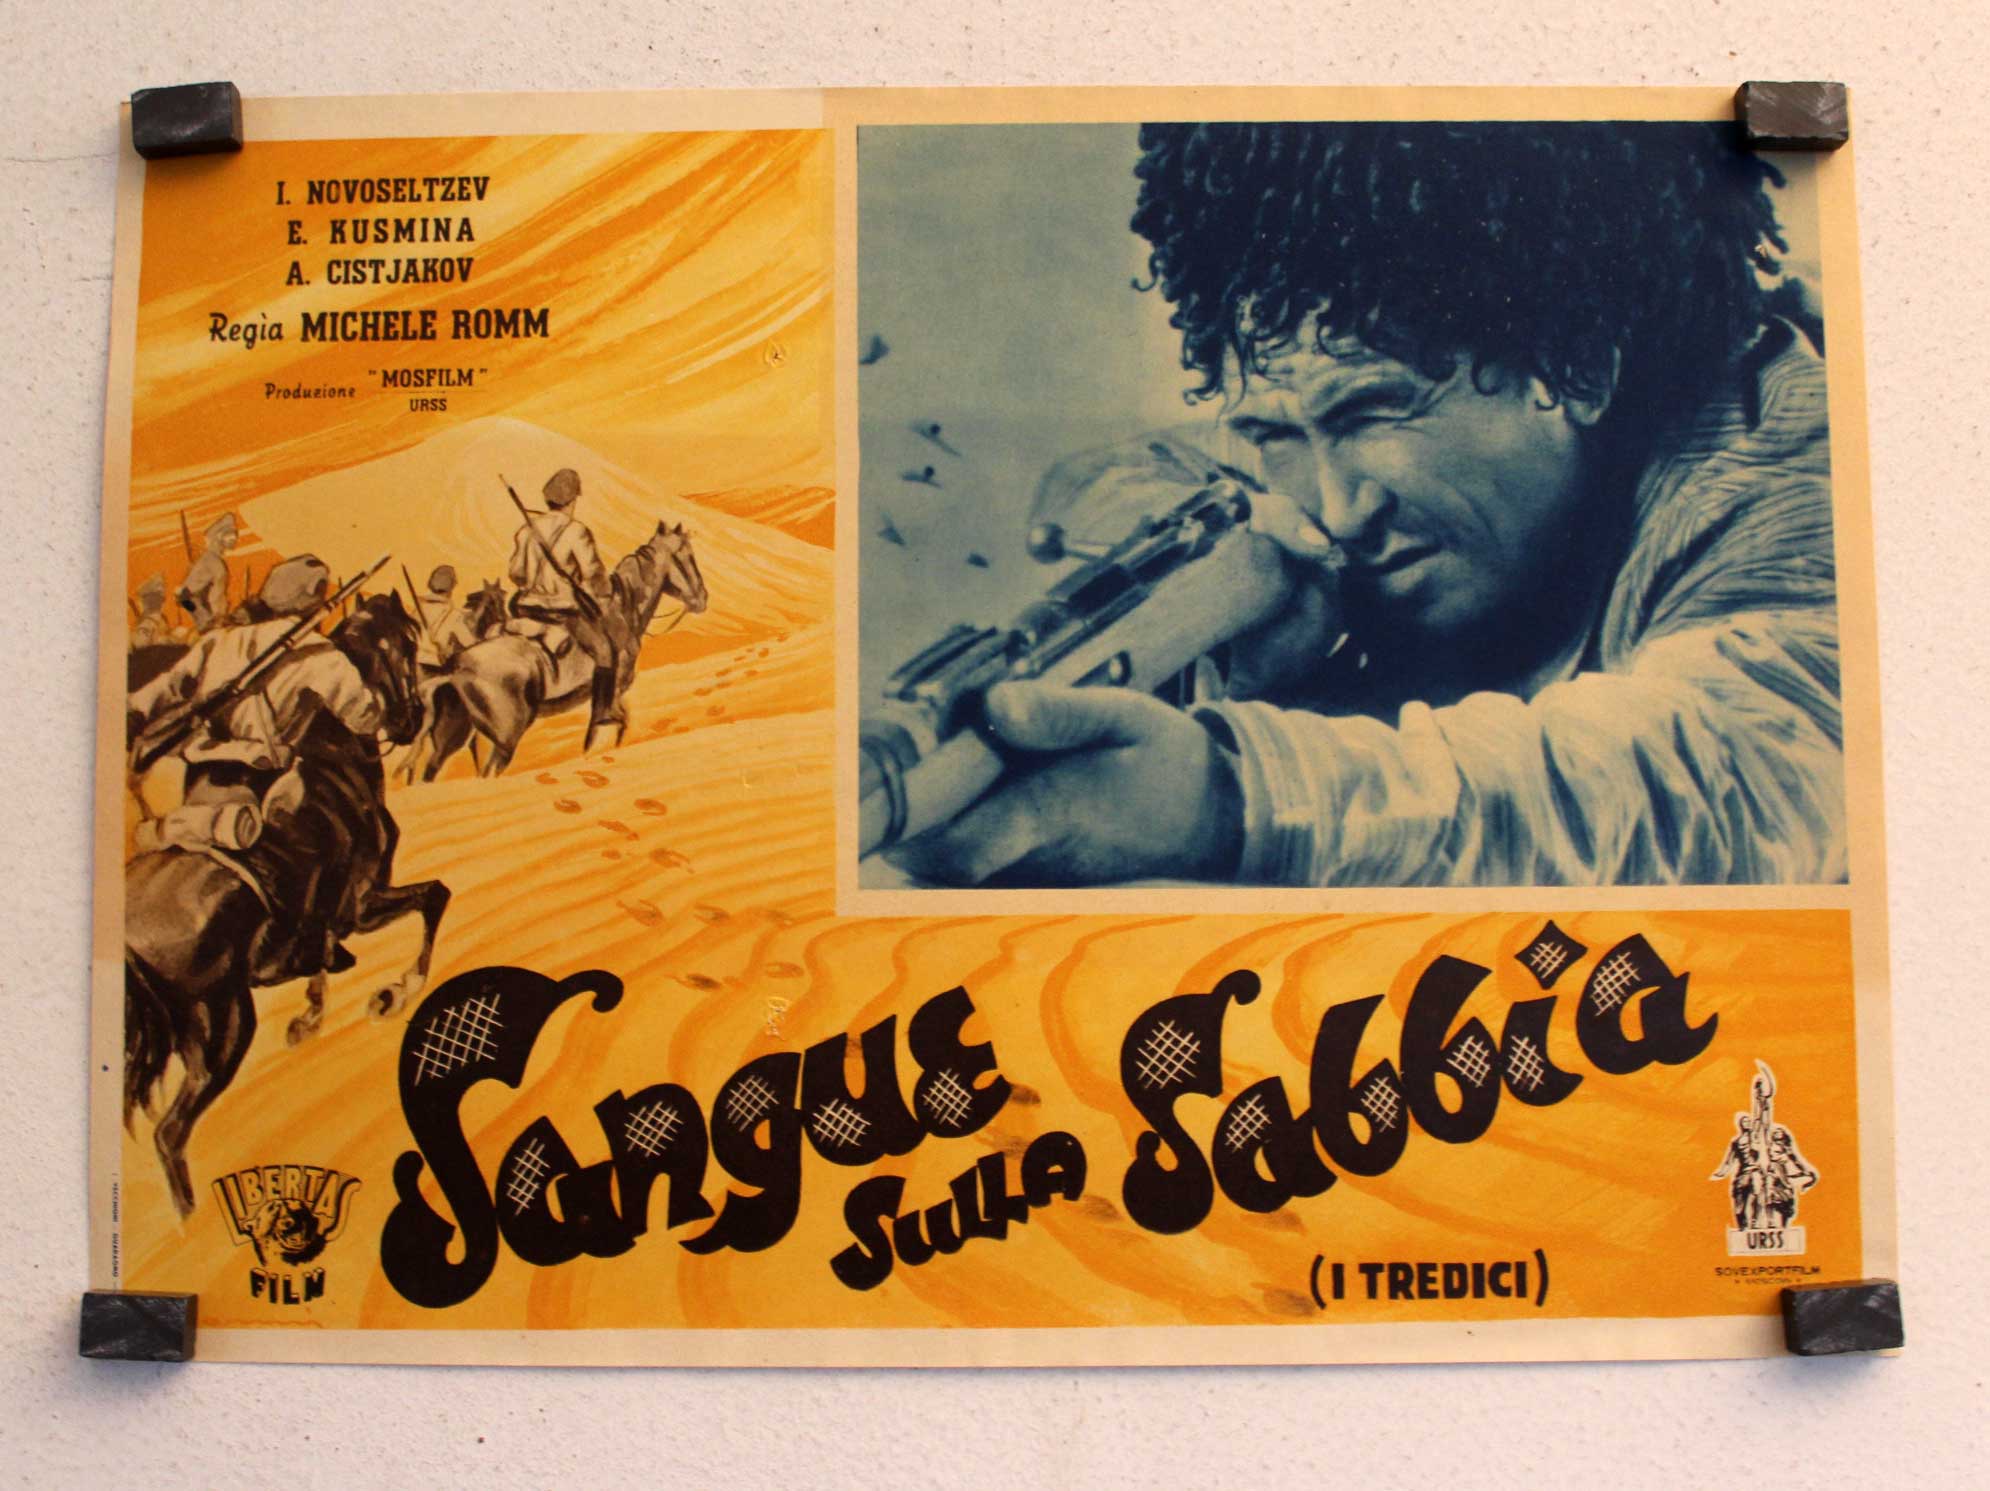 I. NOVOSELTZEV
E. KUSMINA
A. CISTJAKOV
Regìa MICHELE ROMM
Produzione "MOSFILM"
URSS
Sangue
sulla
Sabbia
(I TREDICI)
LIBERTAS
FILM
URSS
SOVEXPORTFILM